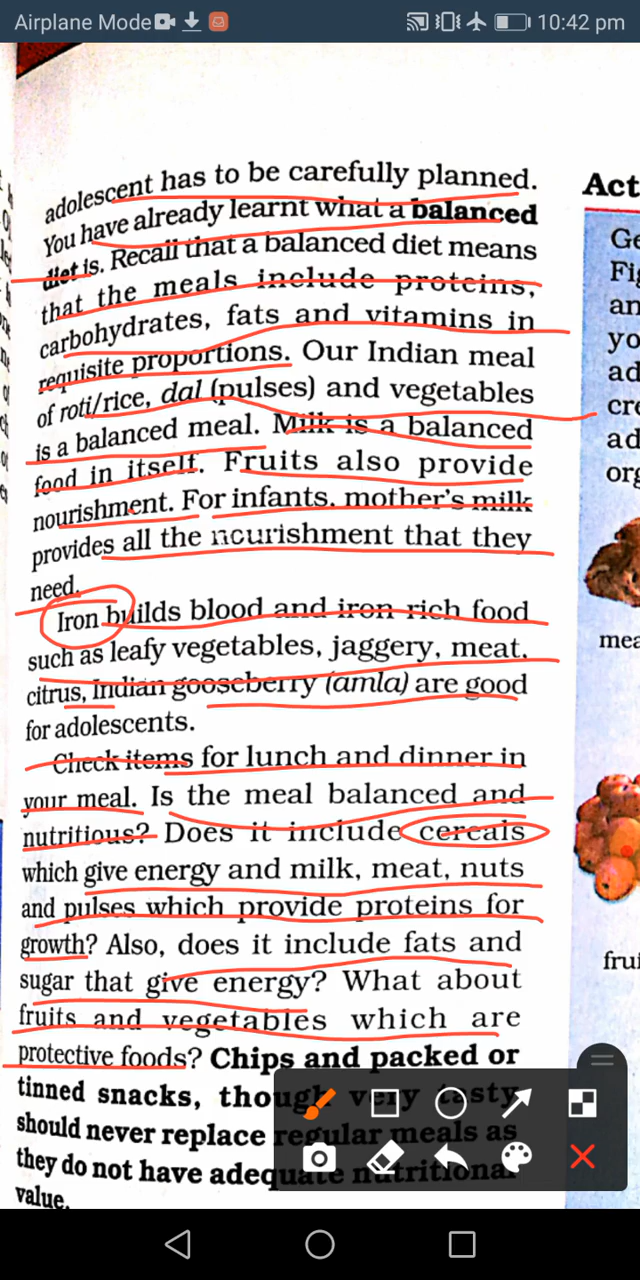 Airplane Mode 10:42 pm
adolescent has to be carefully planned.
You have already learnt what a balanced
diet is. Recall that a balanced diet means
that the meals include proteins,
carbohydrates, fats and vitamins in
requisite proportions. Our Indian meal
of roti/rice, dal (pulses) and vegetables
is a balanced meal. Milk is a balanced
food in itself. Fruits also provide
nourishment. For infants, mother's milk
provides all the nourishment that they
need.
Iron builds blood and iron rich food
such as leafy vegetables, jaggery, meat,
citrus, Indian gooseberry (amla) are good
for adolescents.
Check items for lunch and dinner in
your meal. Is the meal balanced and
nutritious? Does it include cereals
which give energy and milk, meat, nuts
and pulses which provide proteins for
growth? Also, does it include fats and
sugar that give energy? What about
fruits and vegetables which are
protective foods? Chips and packed or
tinned snacks, though very tasty
should never replace regular meals as
they do not have adequate nutritional
value.
Act
Ge
Fig
an
yo
ad
cre
ad
org
mea
frui